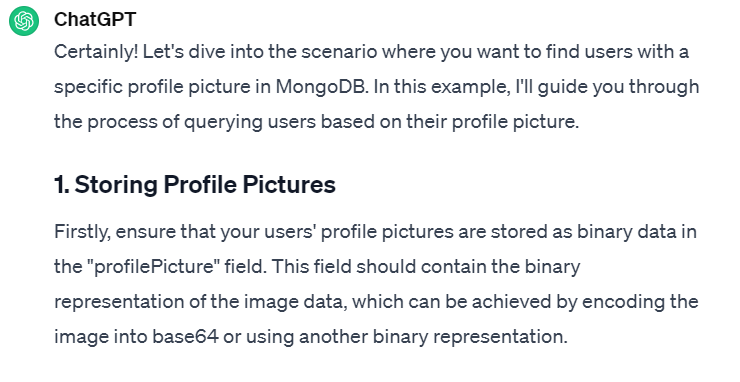 ChatGPT
Certainly! Let's dive into the scenario where you want to find users with a
specific profile picture in MongoDB. In this example, I'll guide you through
the process of querying users based on their profile picture.
1. Storing Profile Pictures
Firstly, ensure that your users' profile pictures are stored as binary data in
the "profilePicture" field. This field should contain the binary
representation of the image data, which can be achieved by encoding the
image into base64 or using another binary representation.